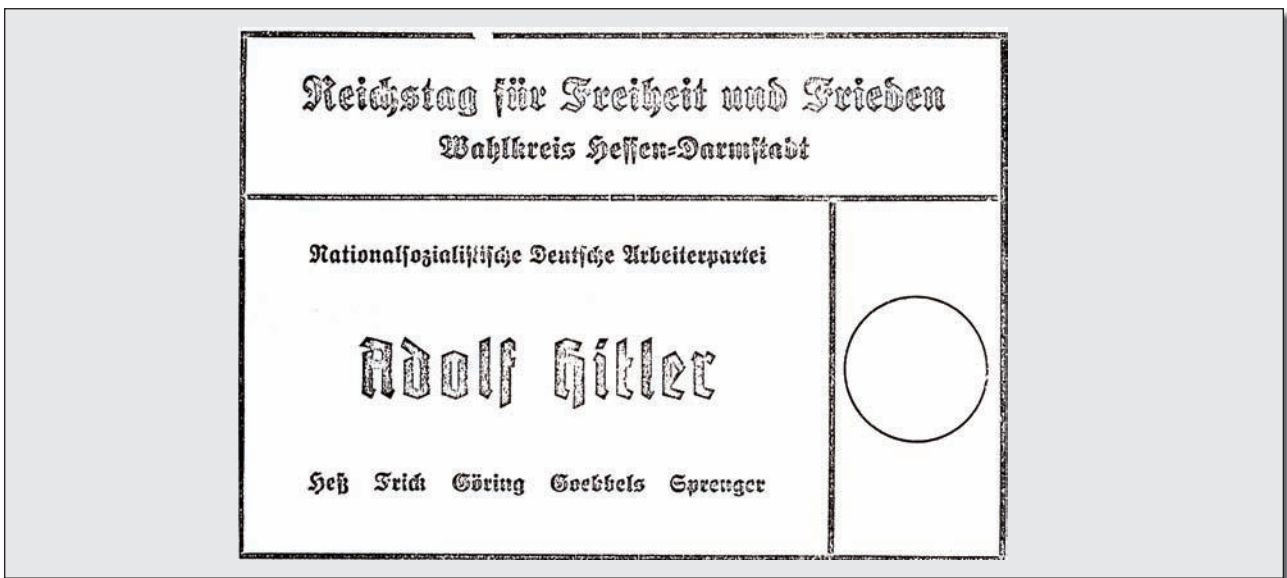 Reichstag für Freiheit und Frieden
Wahlkreis Hessen-Darmstadt
Nationalsozialistische Deutsche Arbeiterpartei
Adolf Hitler
Heß Frick Göring Goebbels Sprenger